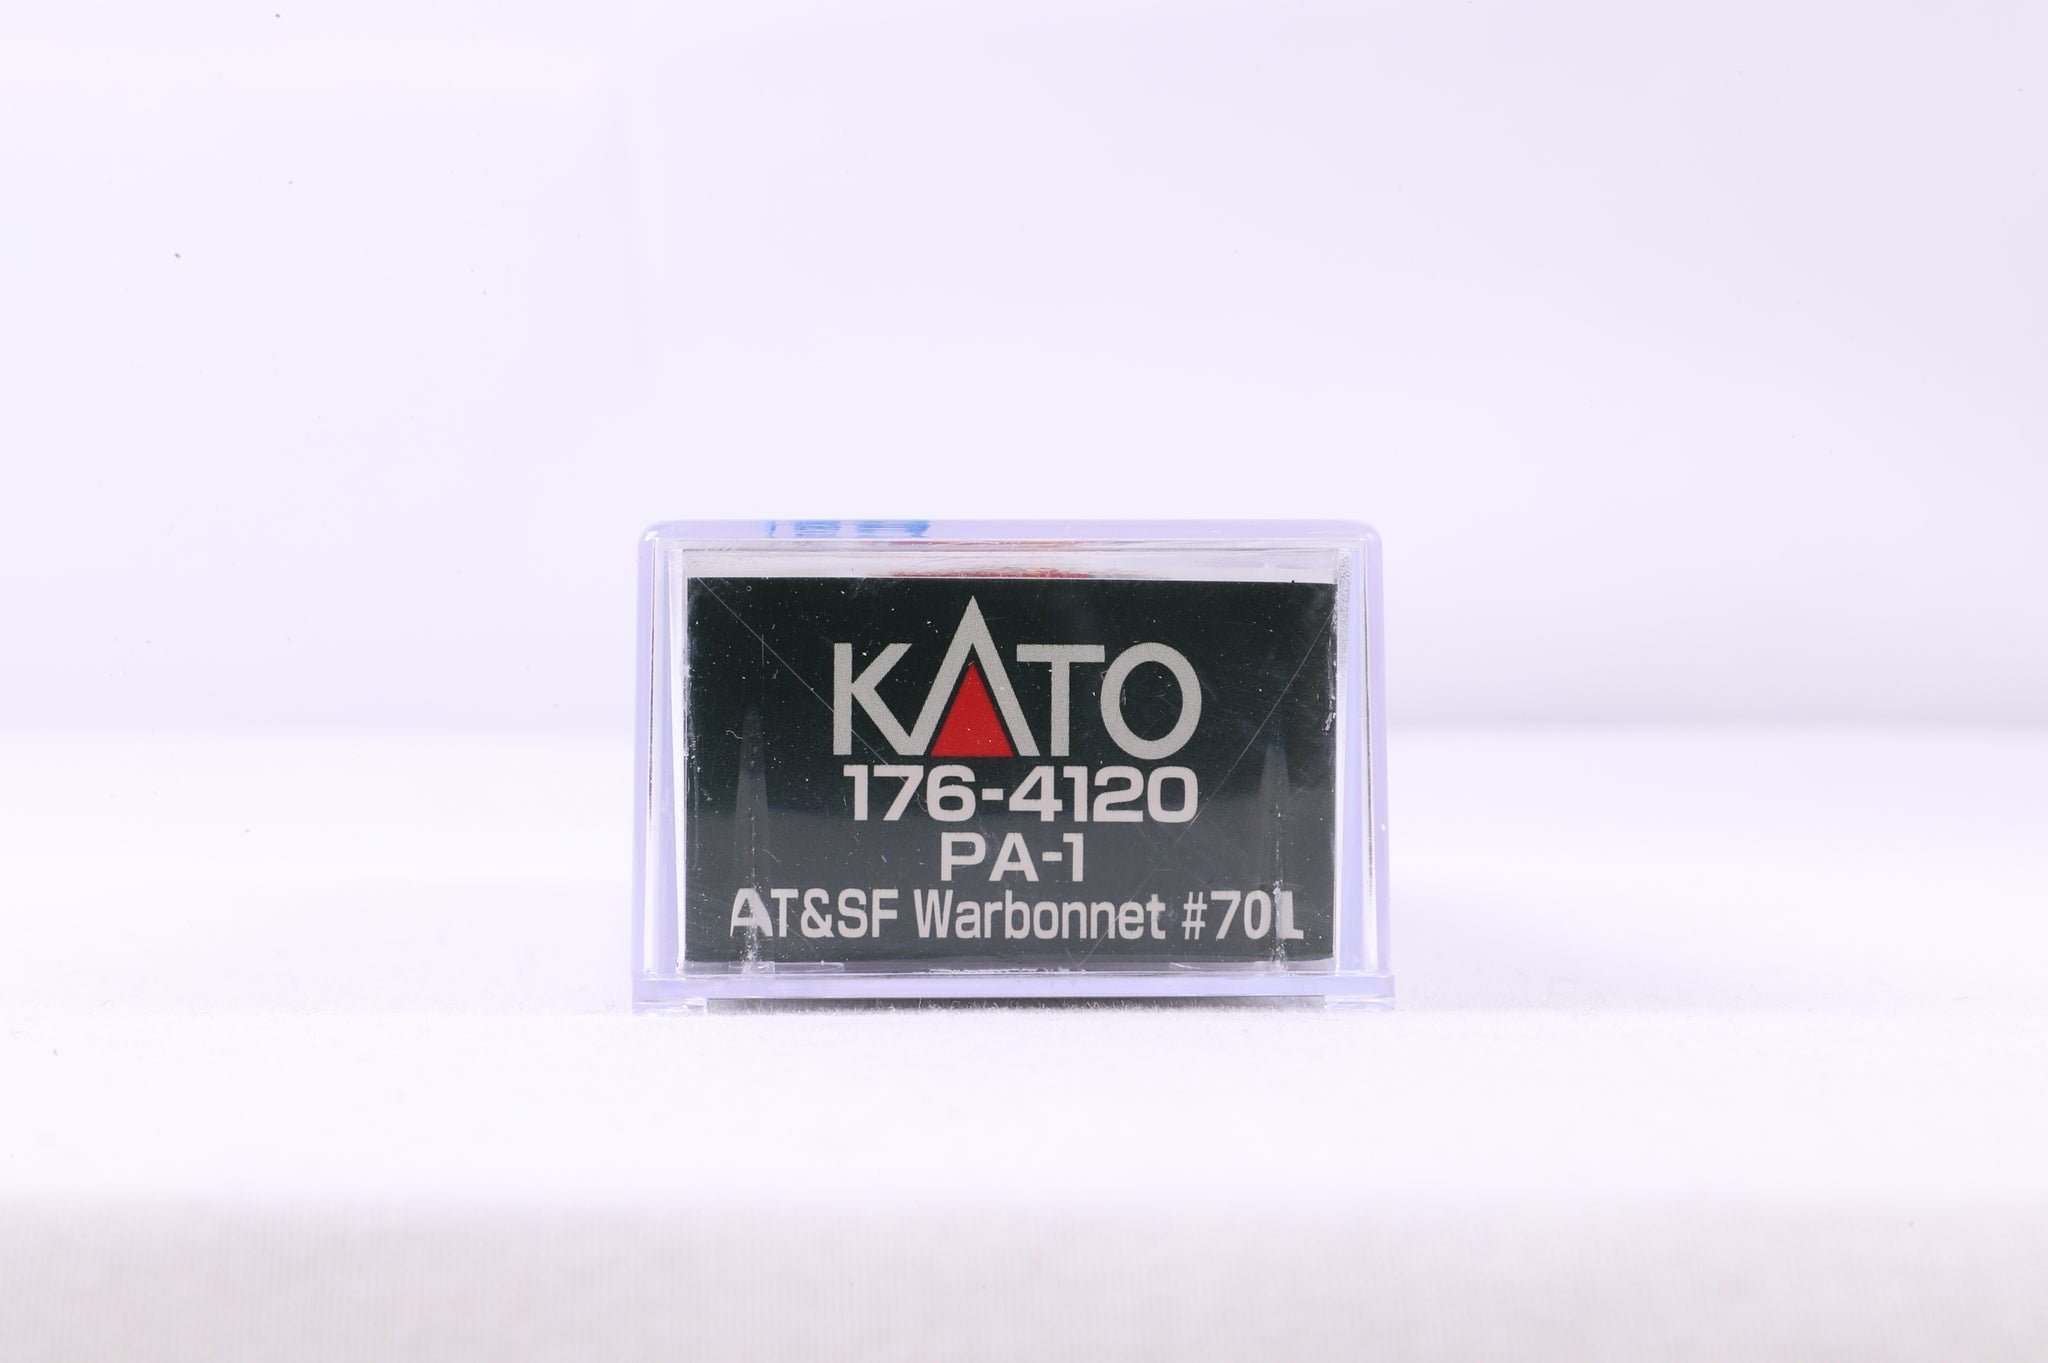 KATO
176-4120
PA-1
AT&SF Warbonnet #70L